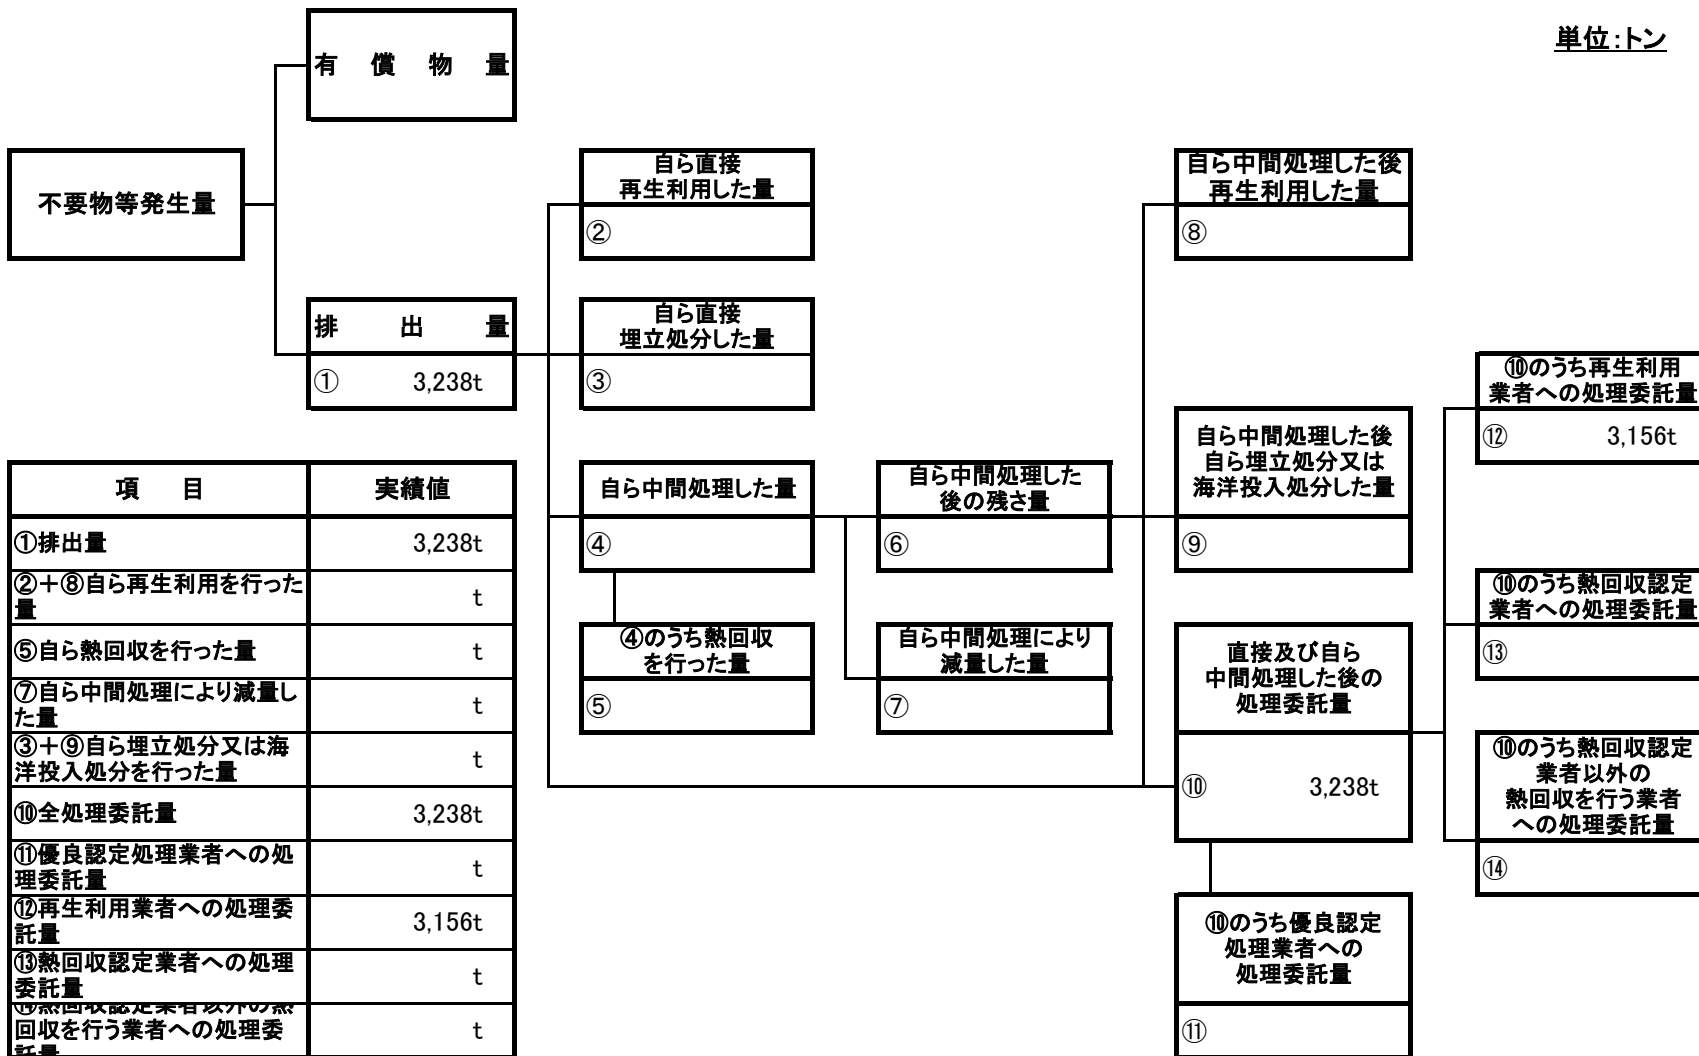 単位:トン
有償物量
不要物等発生量
自ら直接
再生利用した量
②
自ら中間処理した後
再生利用した量
⑧
排出量
① 3,238t
自ら直接
埋立処分した量
③
⑩のうち再生利用
業者への処理委託量
⑫ 3,156t
自ら中間処理した量
④
自ら中間処理した
後の残さ量
⑥
自ら中間処理した後
自ら埋立処分又は
海洋投入処分した量
⑨
⑩のうち熱回収認定
業者への処理委託量
⑬
④のうち熱回収
を行った量
⑤
自ら中間処理により
減量した量
⑦
直接及び自ら
中間処理した後の
処理委託量
⑩ 3,238t
⑩のうち熱回収認定
業者以外の
熱回収を行う業者
への処理委託量
⑭
⑩のうち優良認定
処理業者への
処理委託量
⑪
項目 実績値
①排出量 3,238t
②+⑧自ら再生利用を行った
量 t
⑤自ら熱回収を行った量 t
⑦自ら中間処理により減量し
た量 t
③+⑨自ら埋立処分又は海
洋投入処分を行った量 t
⑩全処理委託量 3,238t
⑪優良認定処理業者への処
理委託量 t
⑫再生利用業者への処理委
託量 3,156t
⑬熱回収認定業者への処理
委託量 t
⑭熱回収認定業者以外の熱
回収を行う業者への処理委
託量 t